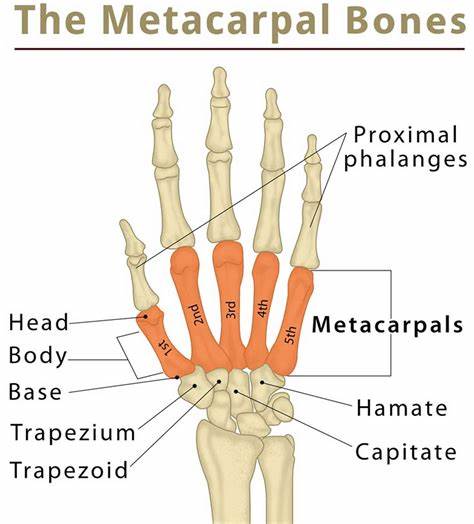 The Metacarpal Bones
Proximal
phalanges
2nd
3rd
4th
5th
1st
Head
Body
Base
Metacarpals
Trapezium
Trapezoid
Hamate
Capitate